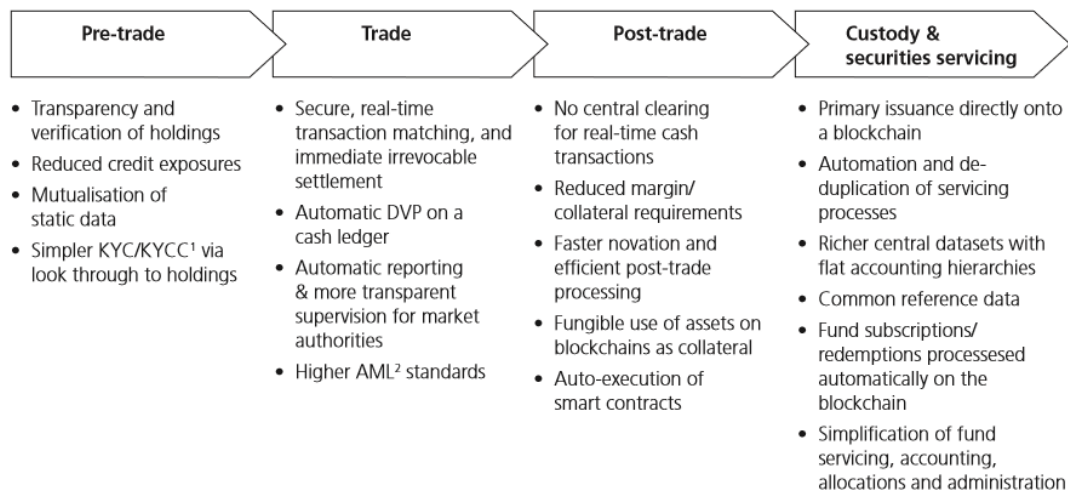 Pre-trade
• Transparency and
verification of holdings
• Reduced credit exposures
• Mutualisation of
static data
• Simpler KYC/KYCC¹ via
look through to holdings
Trade
• Secure, real-time
transaction matching, and
immediate irrevocable
settlement
• Automatic DVP on a
cash ledger
• Automatic reporting
& more transparent
supervision for market
authorities
• Higher AML² standards
Post-trade
• No central clearing
for real-time cash
transactions
• Reduced margin/
collateral requirements
• Faster novation and
efficient post-trade
processing
• Fungible use of assets on
blockchains as collateral
• Auto-execution of
smart contracts
Custody &
securities servicing
• Primary issuance directly onto
a blockchain
• Automation and de-
duplication of servicing
processes
• Richer central datasets with
flat accounting hierarchies
• Common reference data
• Fund subscriptions/
redemptions processesed
automatically on the
blockchain
• Simplification of fund
servicing, accounting,
allocations and administration